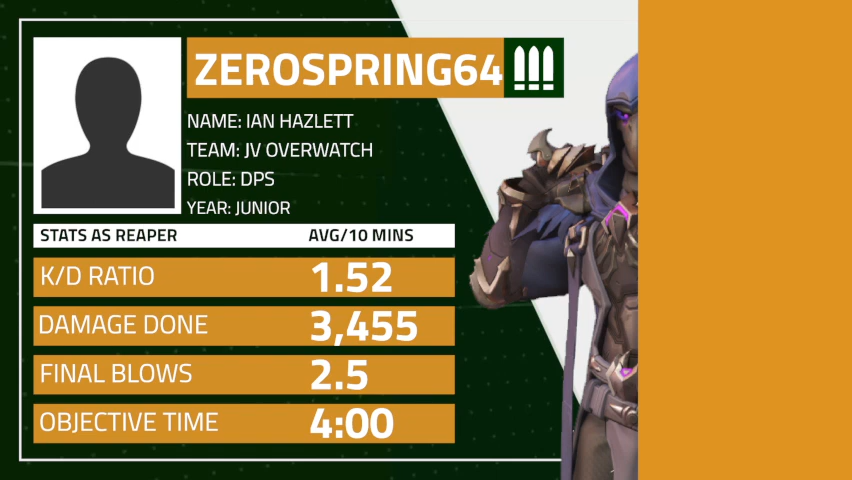 ZEROSPRING64
NAME: IAN HAZLETT
TEAM: JV OVERWATCH
ROLE: DPS
YEAR: JUNIOR
STATS AS REAPER AVG/10 MINS
K/D RATIO 1.52
DAMAGE DONE 3,455
FINAL BLOWS 2.5
OBJECTIVE TIME 4:00